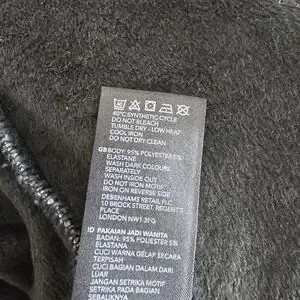 40°C SYNTHETIC CYCLE
DO NOT BLEACH
TUMBLE DRY - LOW HEAT
COOL IRON
DO NOT DRY CLEAN
GB BODY: 95% POLYESTER 5%
ELASTANE
WASH DARK COLOURS
SEPARATELY
WASH INSIDE OUT
DO NOT IRON MOTIF
IRON ON REVERSE SIDE
DEBENHAMS RETAIL PLC
10 BROCK STREET, REGENT'S
PLACE
LONDON NW1 3FG
ID PAKAIAN JADI WANITA
BADAN: 95% POLIESTER 5%
ELASTANA
CUCI WARNA GELAP SECARA
TERPISAH
CUCI BAGIAN DALAM DARI
LUAR
JANGAN SETRIKA MOTIF
SETRIKA PADA BAGIAN
BALIKNYA